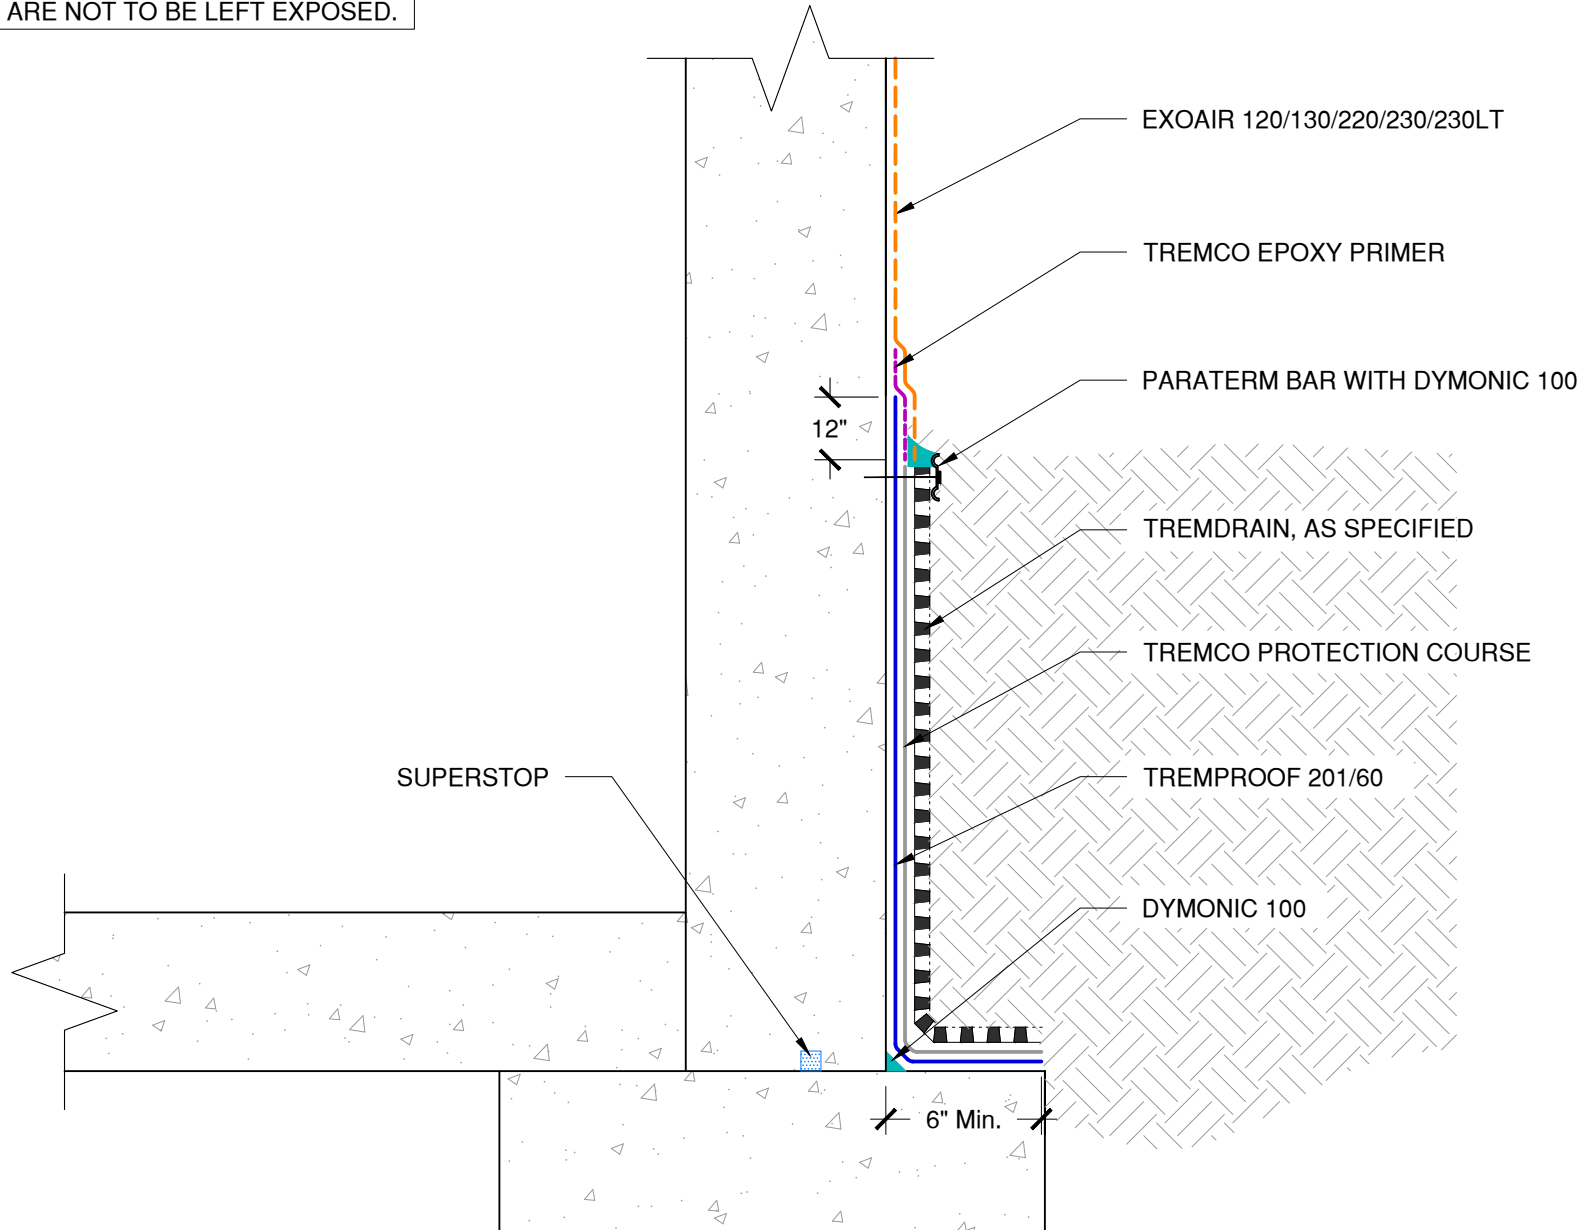 ARE NOT TO BE LEFT EXPOSED.
EXOAIR 120/130/220/230/230LT
TREMCO EPOXY PRIMER
PARATERM BAR WITH DYMONIC 100
12"
TREMDRAIN, AS SPECIFIED
TREMCO PROTECTION COURSE
SUPERSTOP
TREMPROOF 201/60
DYMONIC 100
6" Min.